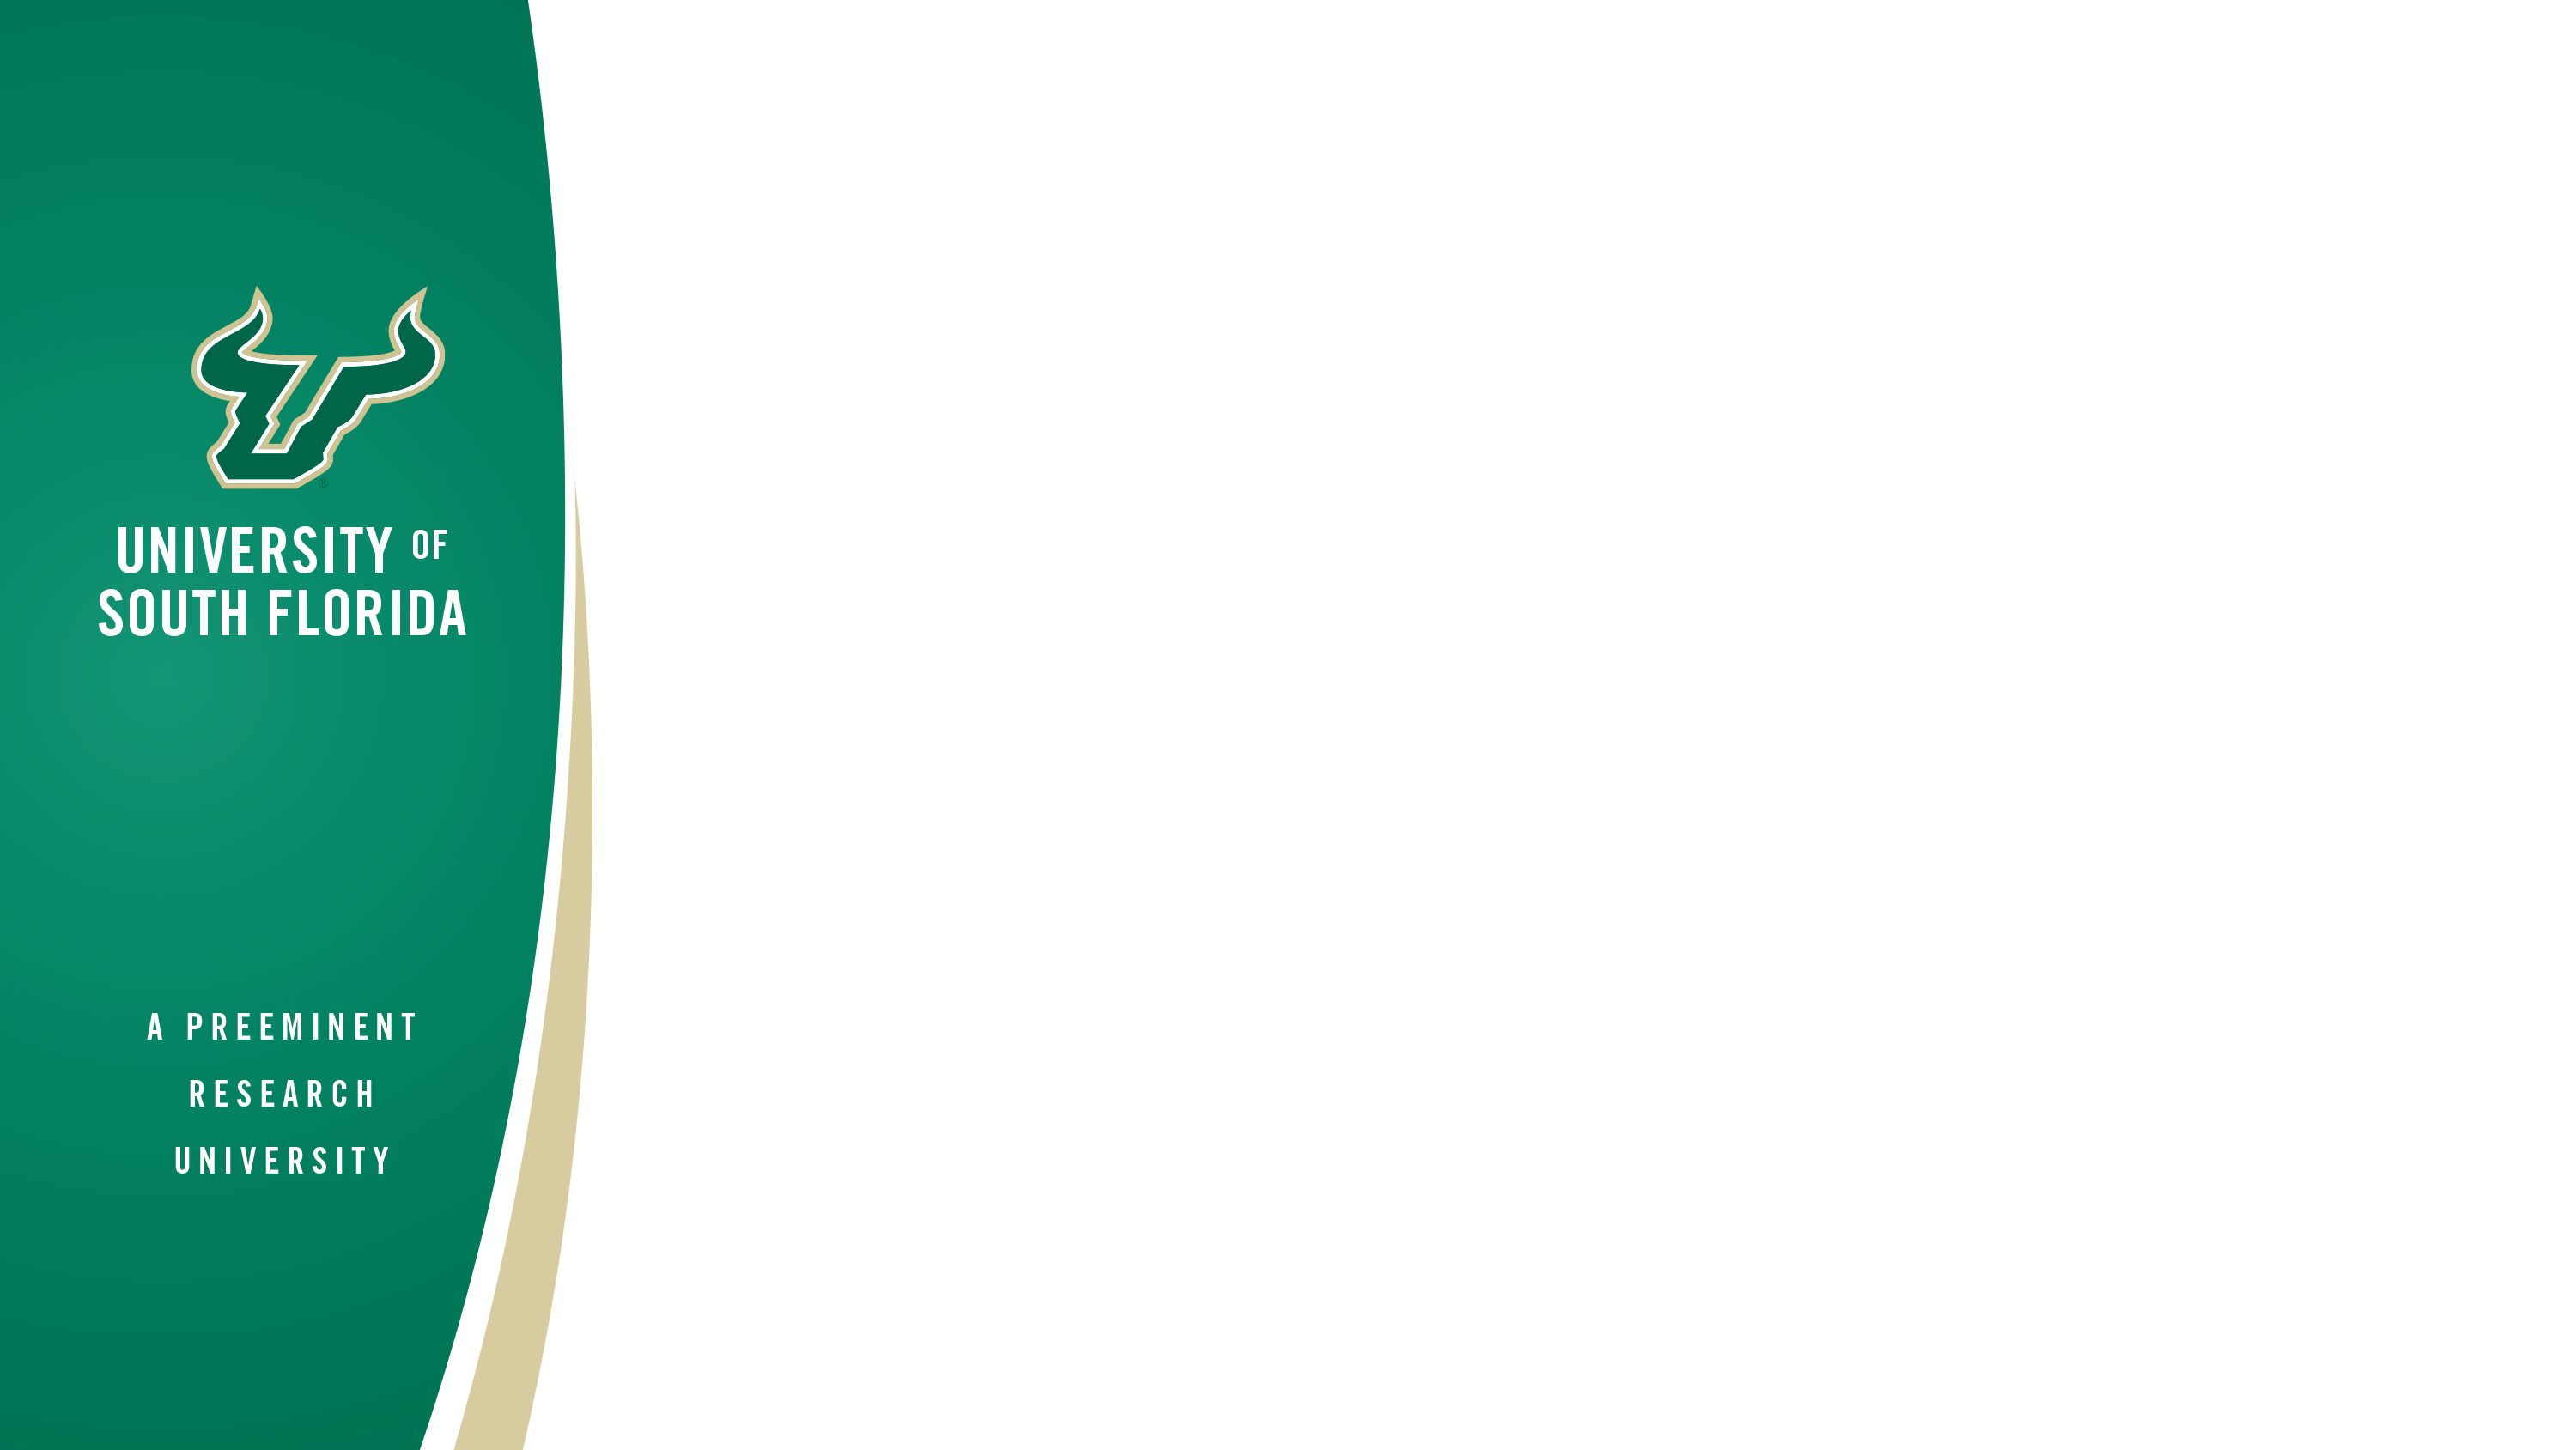 UNIVERSITY OF
SOUTH FLORIDA
A PREEMINENT
RESEARCH
UNIVERSITY